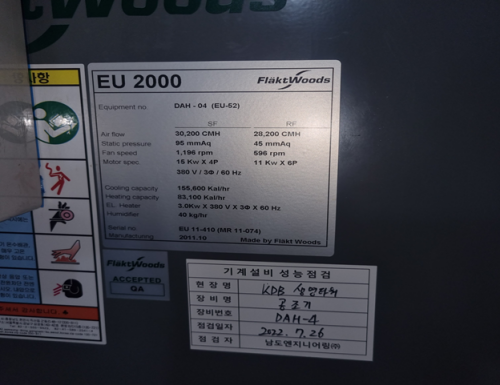 EU 2000
FläktWoods
Equipment no. DAH - 04 (EU-52)
SF RF
Air flow 30,200 CMH 28,200 CMH
Static pressure 95 mmAq 45 mmAq
Fan speed 1,196 rpm 596 rpm
Motor spec. 15 Kw X 4P 11 Kw X 6P
380 V / 3Φ / 60 Hz
Cooling capacity 155,600 Kal/hr
Heating capacity 83,100 Kal/hr
EL. Heater 3.0Kw X 380 V X 3Φ X 60 Hz
Humidifier 40 kg/hr
Serial no EU 11-410 (MR 11-074)
Manufacturing 2011.10
Made by Fläkt Woods
FläktWoods
ACCEPTED
QA
기계설비 성능점검
현장명 KDB 생명타워
장비명 공조기
장비번호 DAH-4
점검일자 2022.7.26
점검자 남도엔지니어링㈜